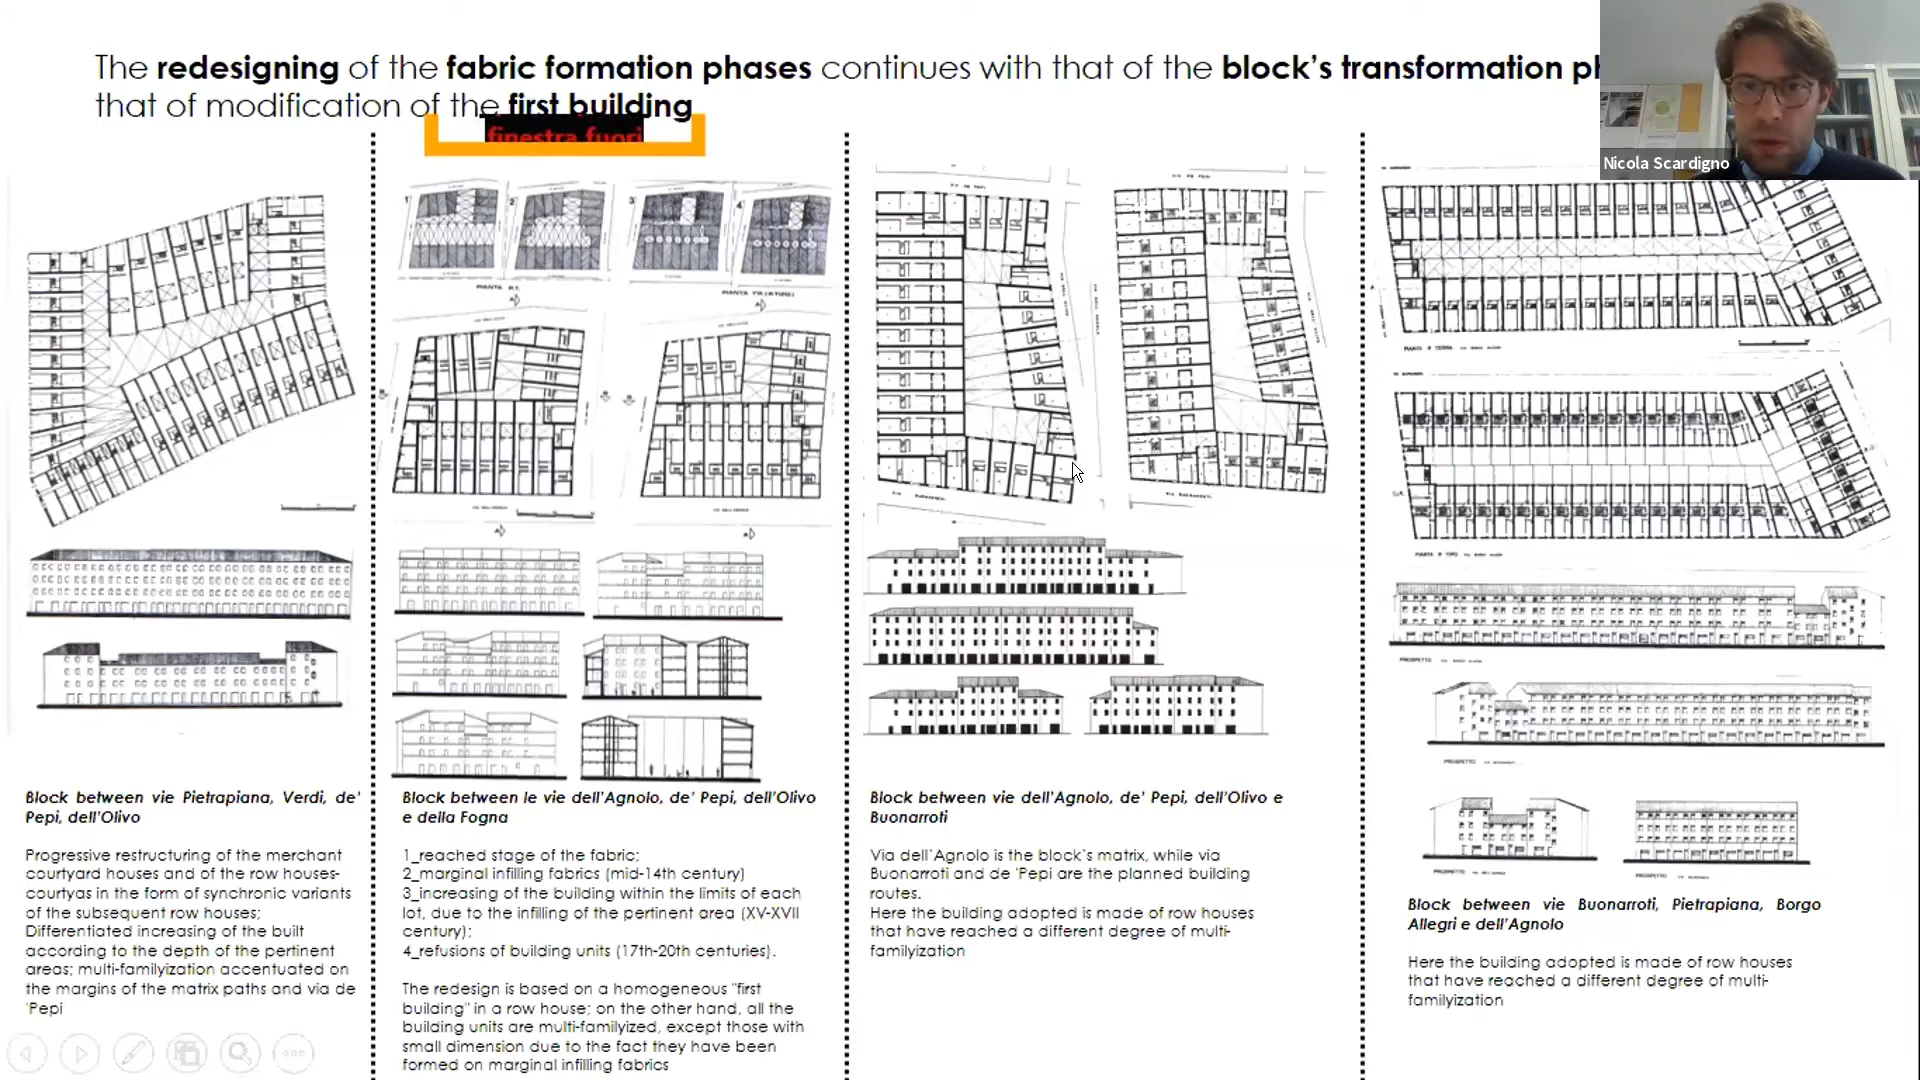 The redesigning of the fabric formation phases continues with that of the block's transformation
that of modification of the first building
finestra fuori
Nicola Scardigno
1
2
3
4
PIANTA P.T.
PROSPETTO
PROSPETTO
PROSPETTO
PROSPETTO
Block between vie Pietrapiana, Verdi, de'
Pepi, dell'Olivo
Progressive restructuring of the merchant
courtyard houses and of the row houses-
courtyas in the form of synchronic variants
of the subsequent row houses;
Differentiated increasing of the built
according to the depth of the pertinent
areas; multi-familyization accentuated on
the margins of the matrix paths and via de
'Pepi
Block between le vie dell'Agnolo, de' Pepi, dell'Olivo
e della Fogna
1_reached stage of the fabric;
2_marginal infilling fabrics (mid-14th century)
3_increasing of the building within the limits of each
lot, due to the infilling of the pertinent area (XV-XVII
century);
4_refusions of building units (17th-20th centuries).
The redesign is based on a homogeneous "first
building" in a row house; on the other hand, all the
building units are multi-familyized, except those with
small dimension due to the fact they have been
formed on marginal infilling fabrics
Block between vie dell'Agnolo, de' Pepi, dell'Olivo e
Buonarroti
Via dell'Agnolo is the block's matrix, while via
Buonarroti and de 'Pepi are the planned building
routes.
Here the building adopted is made of row houses
that have reached a different degree of multi-
familyization
Block between vie Buonarroti, Pietrapiana, Borgo
Allegri e dell'Agnolo
Here the building adopted is made of row houses
that have reached a different degree of multi-
familyization